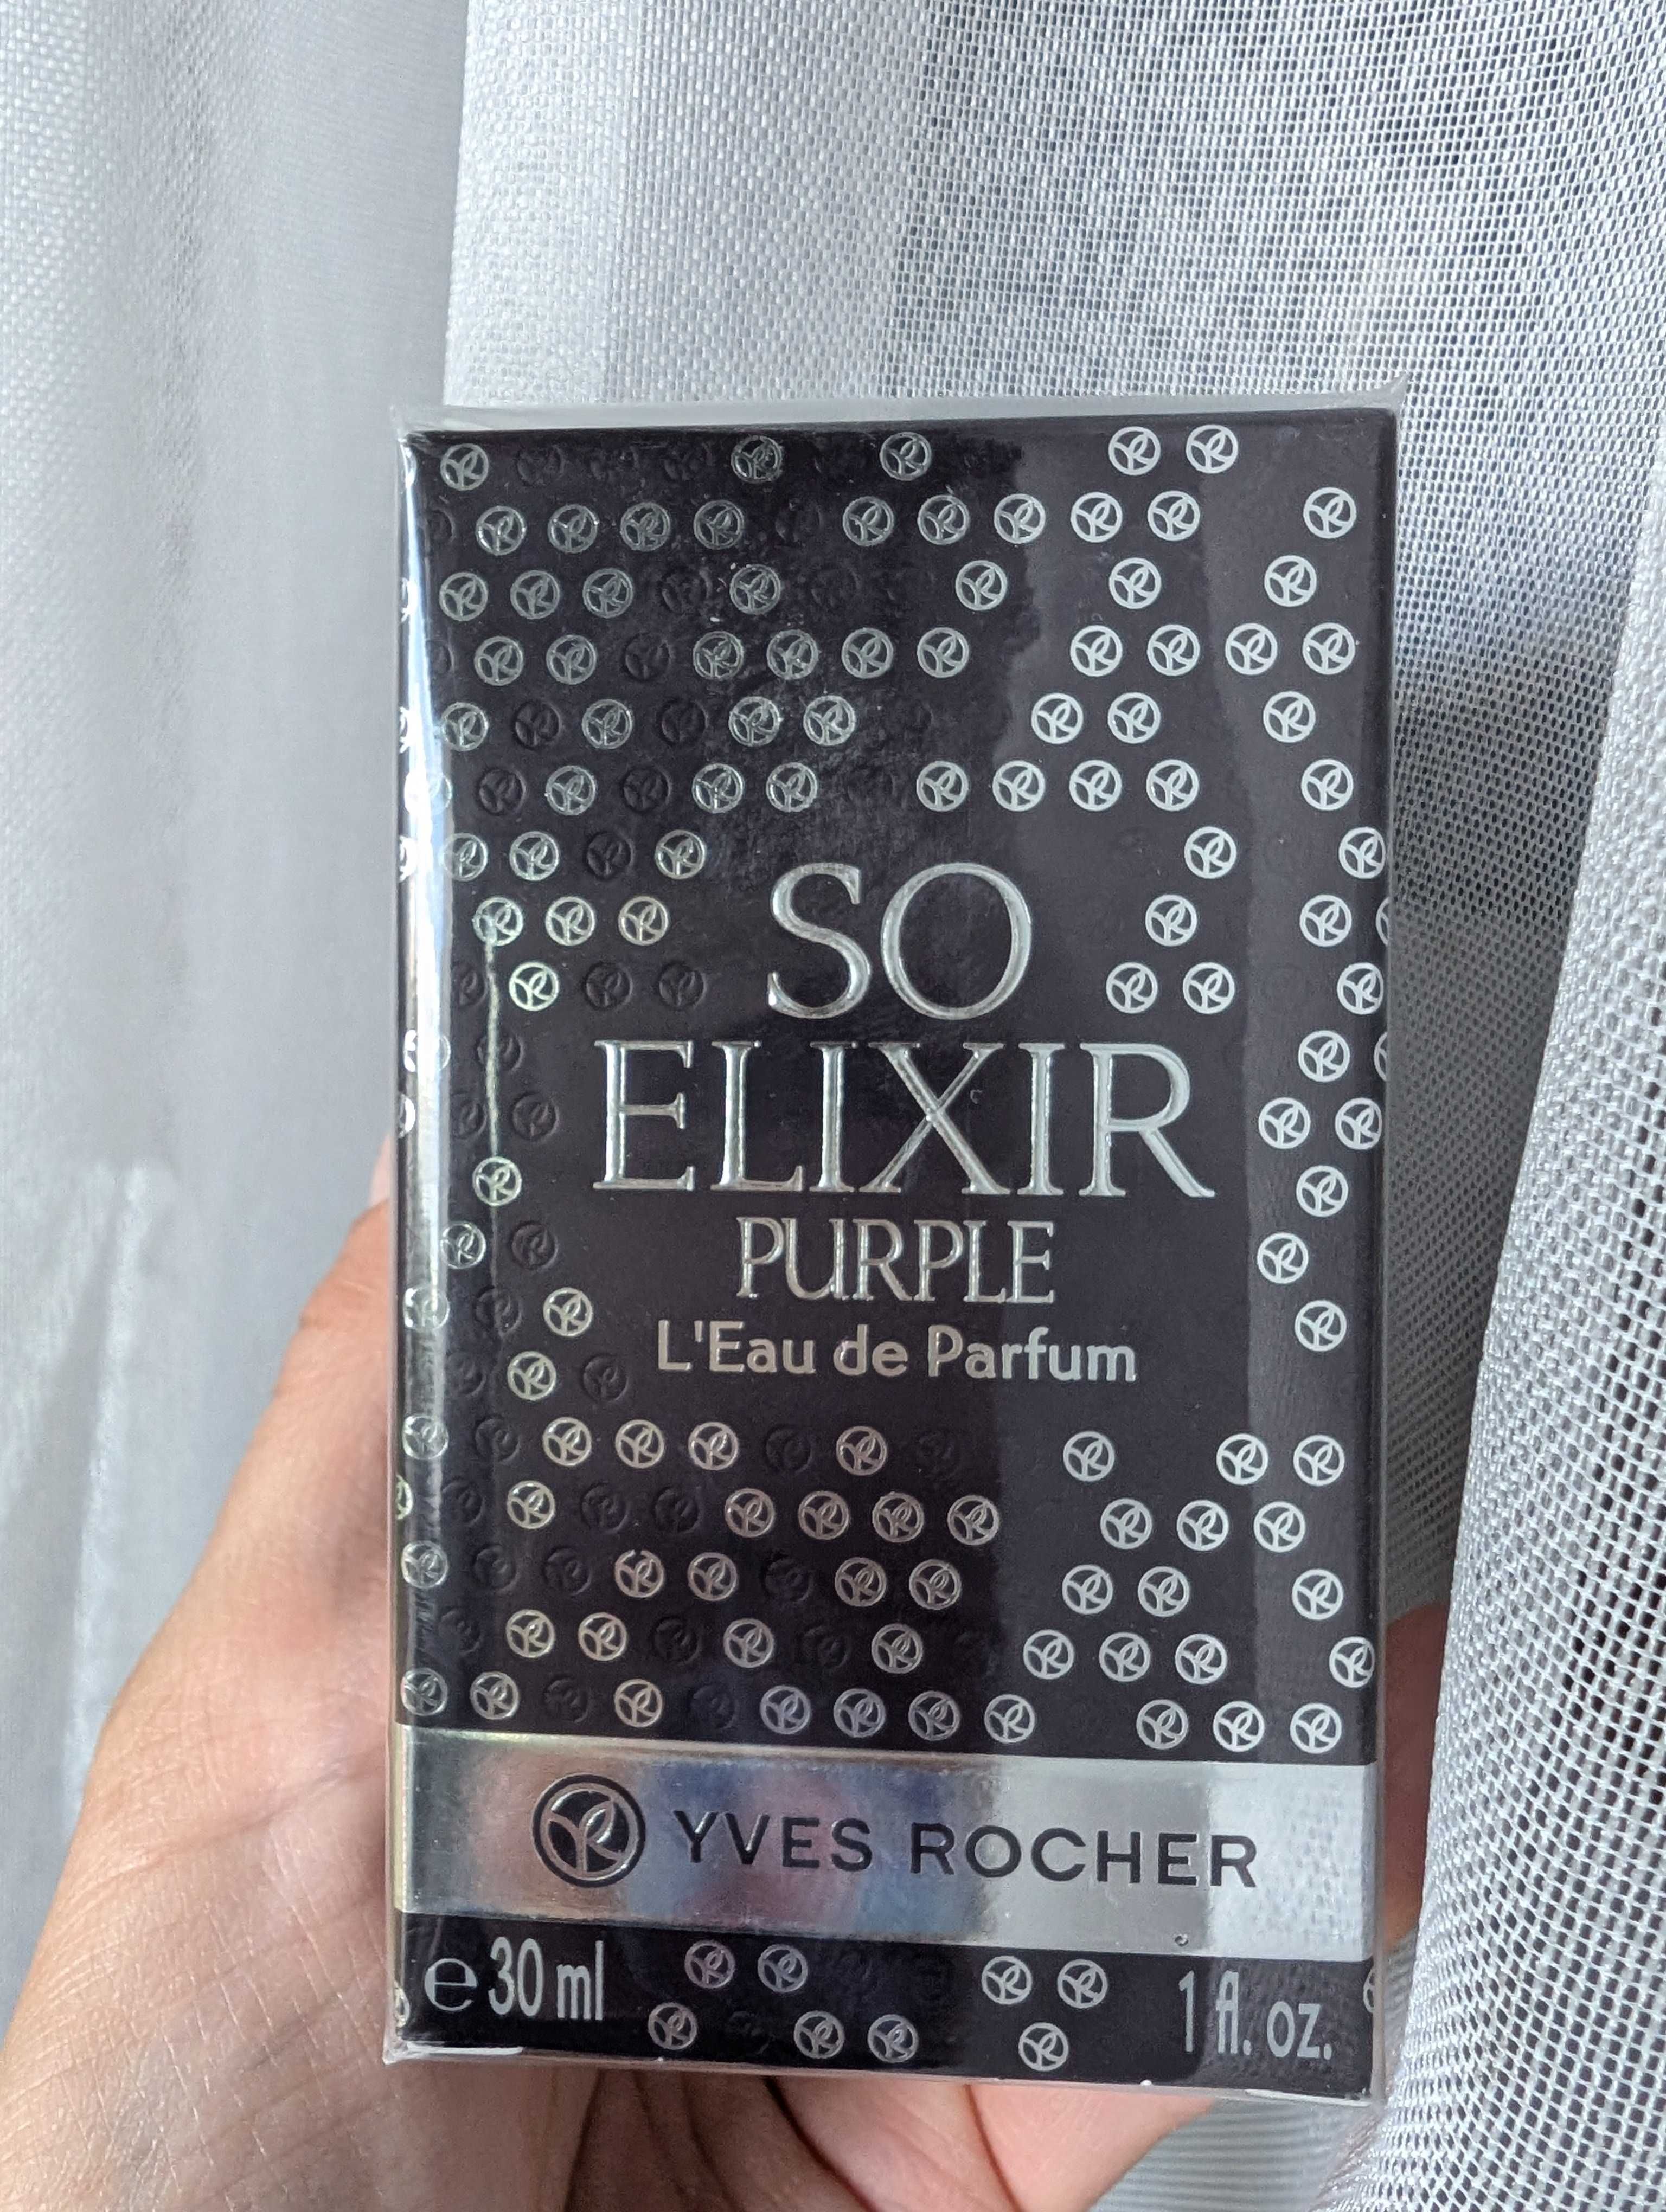 SO
ELIXIR
PURPLE
L'Eau de Parfum
YVES ROCHER
e 30 ml
1 fl. oz.